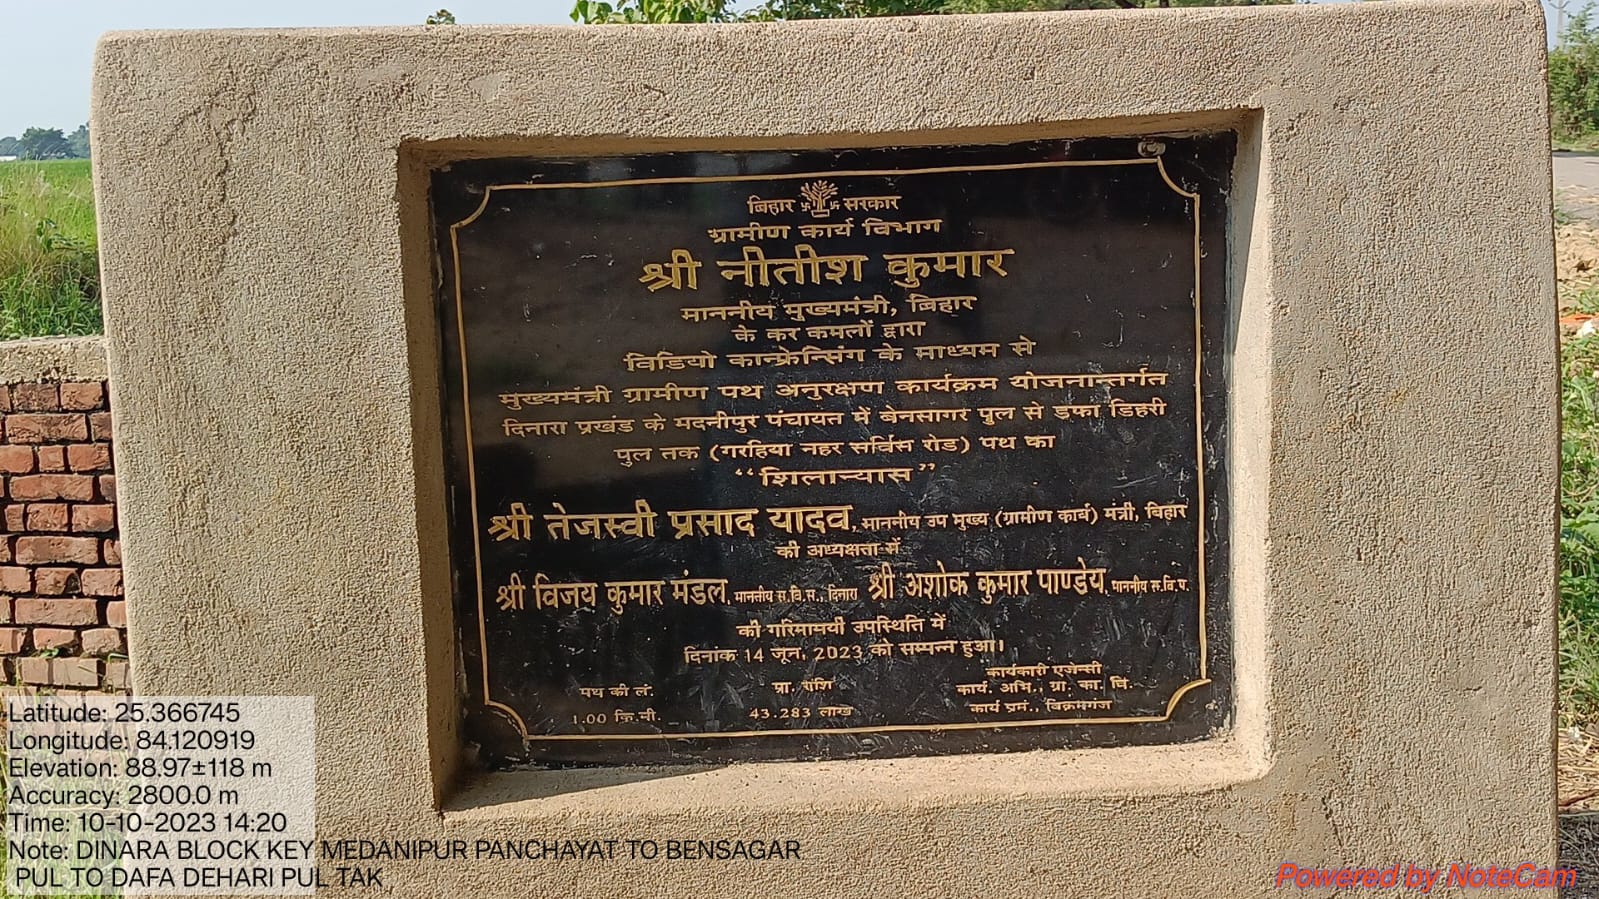 बिहार सरकार
ग्रामीण कार्य विभाग
श्री नीतीश कुमार
माननीय मुख्यमंत्री, बिहार
के कर कमलों द्वारा
विडियो कान्फ्रेन्सिंग के माध्यम से
मुख्यमंत्री ग्रामीण पथ अनुरक्षण कार्यक्रम योजनान्तर्गत
दिनारा प्रखंड के मदनीपुर पंचायत में बेनसागर पुल से डफा डिहरी
पुल तक (गरहिया नहर सर्विस रोड) पथ का
“शिलान्यास”
श्री तेजस्वी प्रसाद यादव, माननीय उप मुख्य (ग्रामीण कार्य) मंत्री, बिहार
की अध्यक्षता में
श्री विजय कुमार मंडल, माननीय स.वि.स., दिनारा श्री अशोक कुमार पाण्डेय, माननीय स.वि.प.
की गरिमामयी उपस्थिति में
दिनांक 14 जून, 2023 को सम्पन्न हुआ।
पथ की लं. प्रा. राशि कार्यकारी एजेन्सी
1.00 कि.मी. 43.283 लाख कार्य. अभि., ग्रा. का. वि.
कार्य प्रमं., विक्रमगंज
Latitude: 25.366745
Longitude: 84.120919
Elevation: 88.97±118 m
Accuracy: 2800.0 m
Time: 10-10-2023 14:20
Note: DINARA BLOCK KEY MEDANIPUR PANCHAYAT TO BENSAGAR
PUL TO DAFA DEHARI PUL TAK
Powered by NoteCam